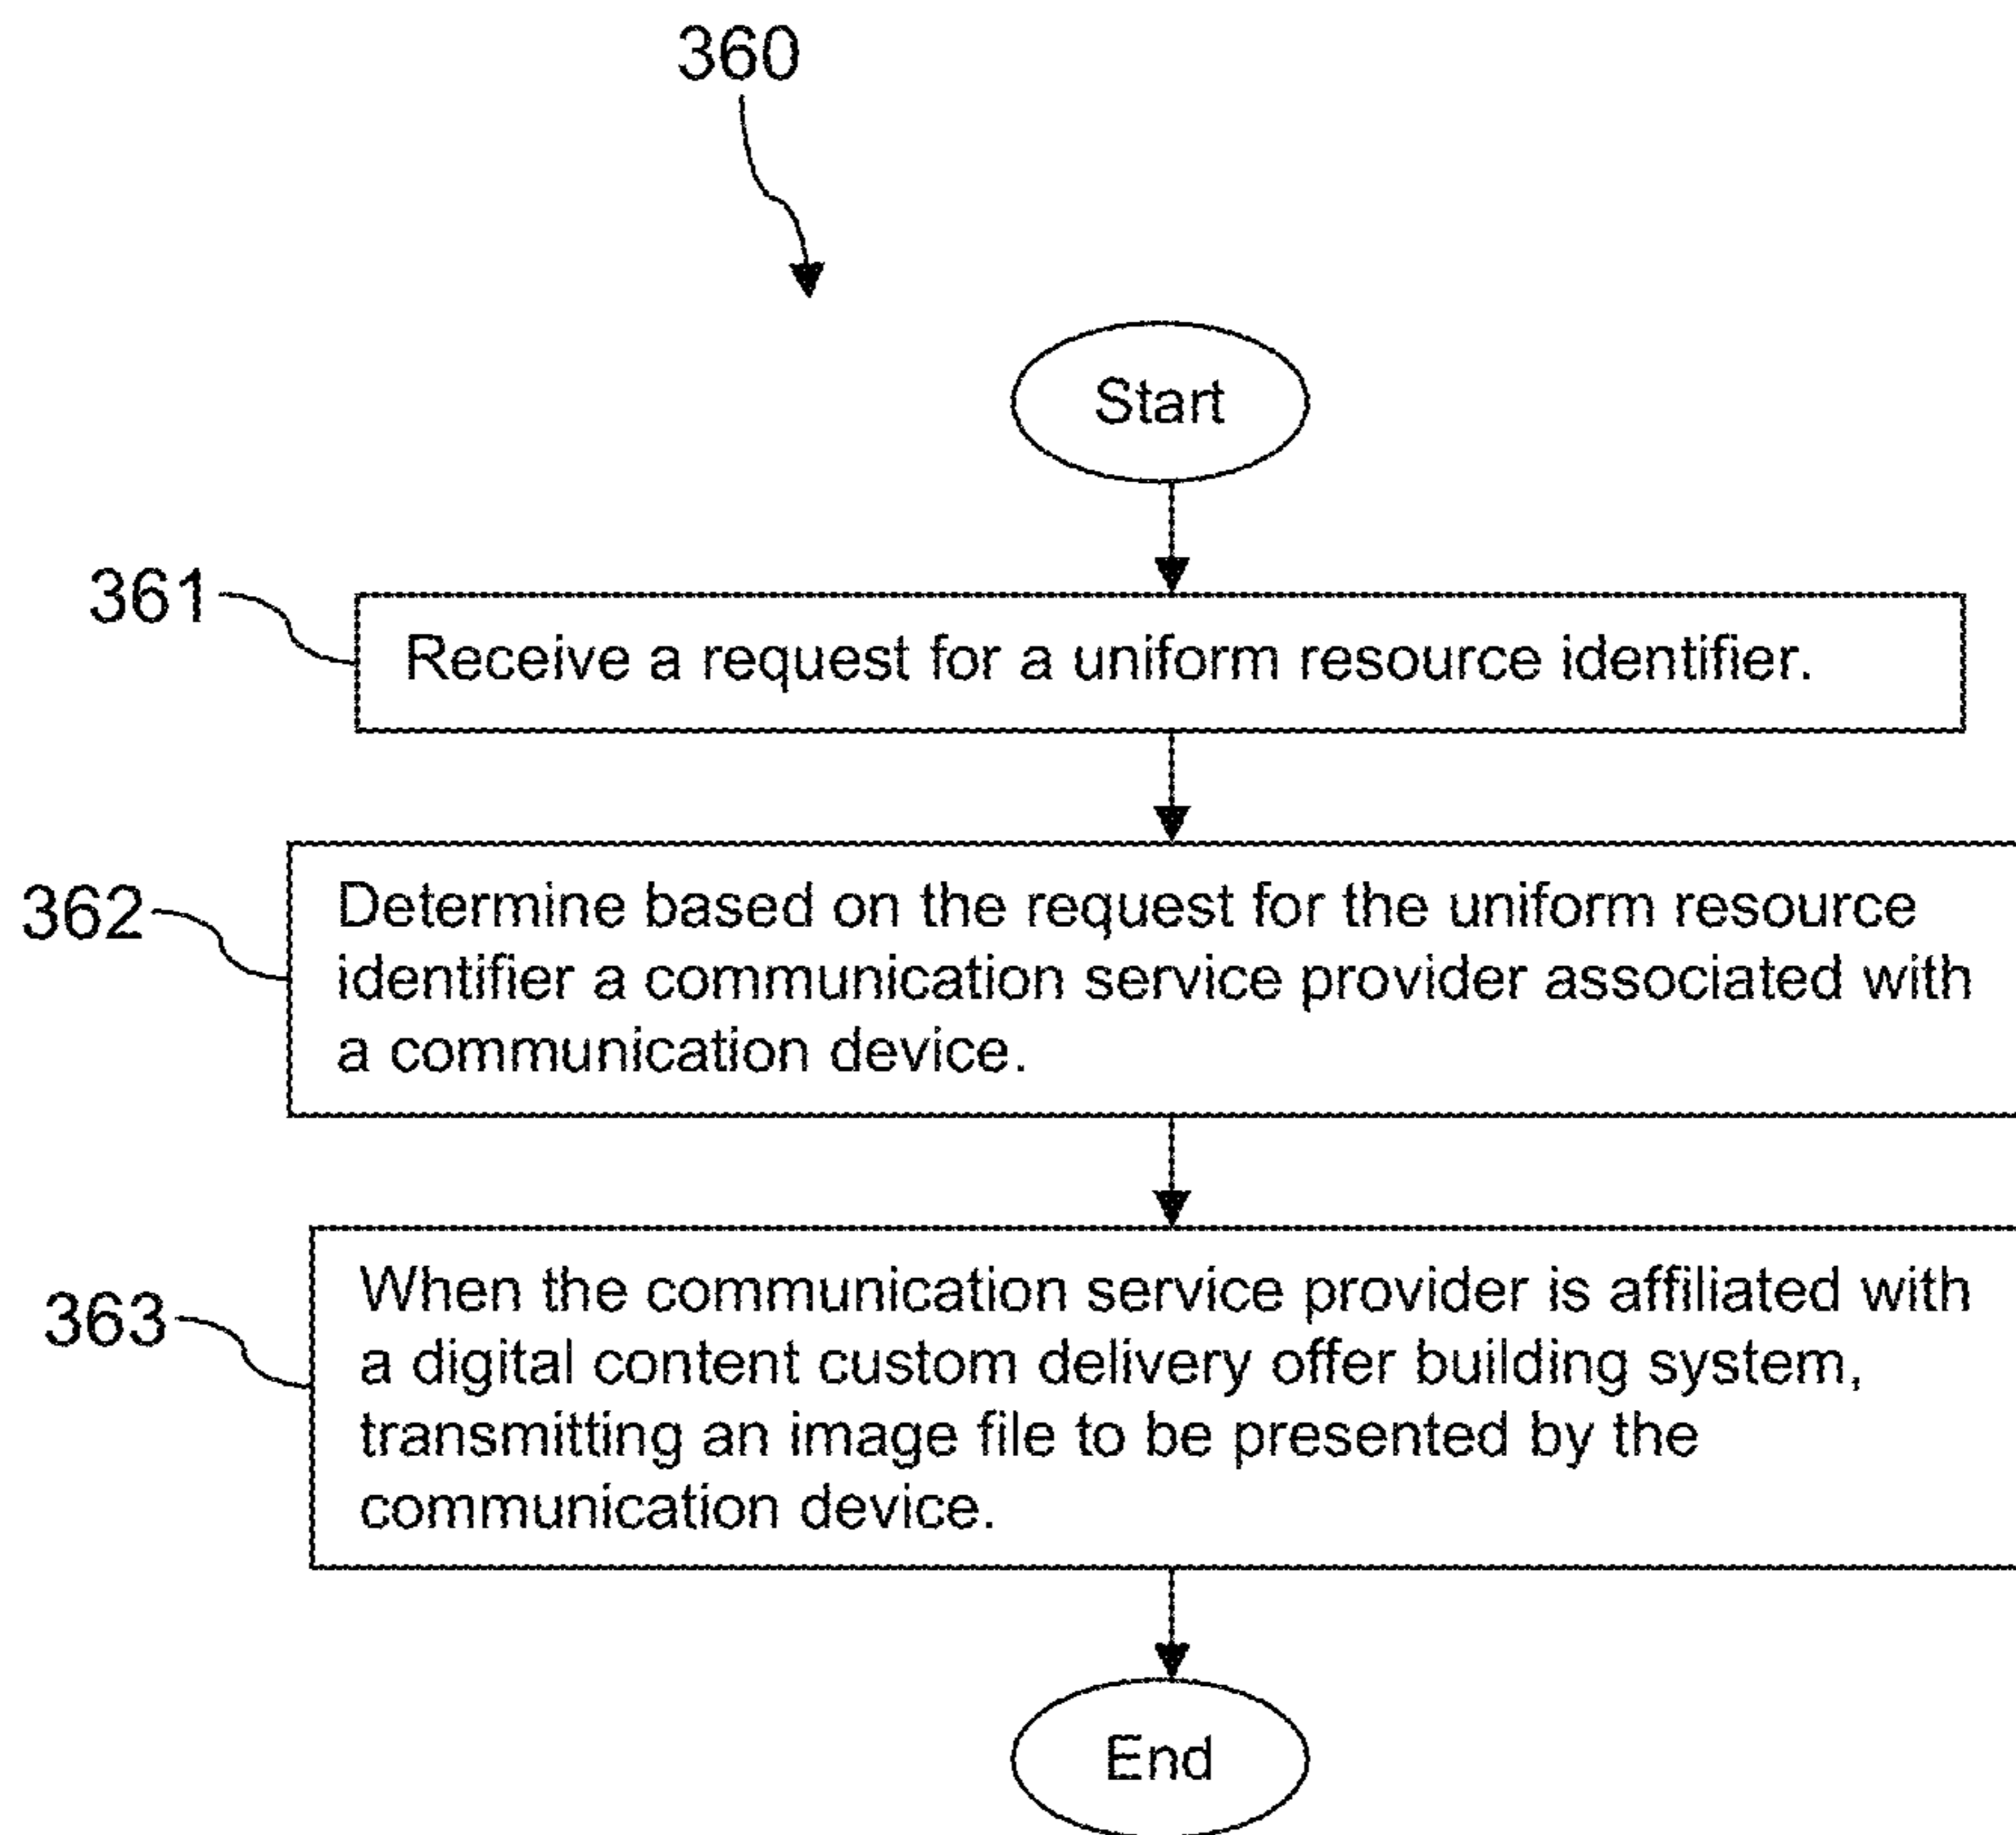 360
Start
361
Receive a request for a uniform resource identifier.
362
Determine based on the request for the uniform resource
identifier a communication service provider associated with
a communication device.
363
When the communication service provider is affiliated with
a digital content custom delivery offer building system,
transmitting an image file to be presented by the
communication device.
End